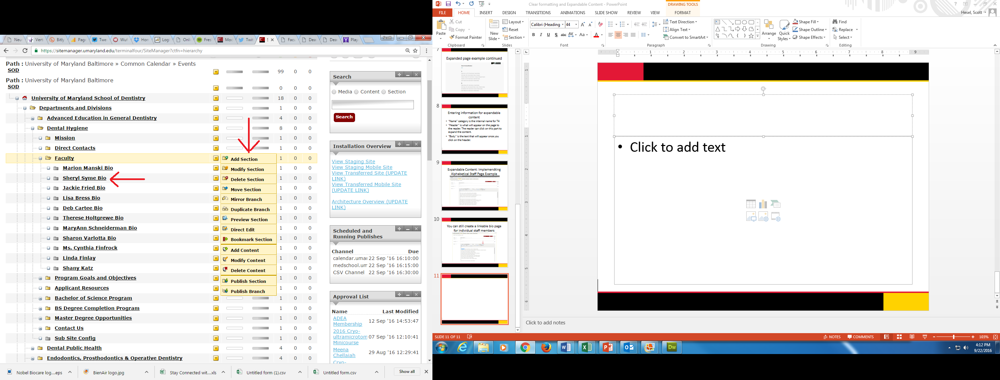 Neu
Vert
Bitly
Page
Twe
Wuf
Hon
Logi
Onli
Fres
Moc
Twit
S
Facu
Deal
Deal
Play
Scott
https://sitemanager.umaryland.edu/terminalfour/SiteManager?ctfn=hierarchy
Path : University of Maryland Baltimore » Common Calendar » Events
SOD 99 0 0
Path : University of Maryland Baltimore
SOD 0 0 0
University of Maryland School of Dentistry 18 0 0
Departments and Divisions 1 0 0
Advanced Education in General Dentistry 4 0 0
Dental Hygiene 8 0 0
Mission 1 0 0
Direct Contacts 1 0 0
Faculty 1 0 0
Marion Manski Bio 1 0 0
Sheryl Syme Bio 1 0 0
Jackie Fried Bio 1 0 0
Lisa Bress Bio 1 0 0
Deb Cartee Bio 1 0 0
Therese Holtgrewe Bio 1 0 0
MaryAnn Schneiderman Bio 1 0 0
Sharon Varlotta Bio 1 0 0
Ms. Cynthia Finfrock 1 0 0
Linda Finlay 1 0 0
Shany Katz 1 0 0
Program Goals and Objectives 1 0 0
Applicant Resources 1 0 0
Bachelor of Science Program 1 0 0
BS Degree Completion Program 1 0 0
Master Degree Opportunities 1 0 0
Contact Us 1 0 0
Sub Site Config 1 0 0
Dental Public Health 4 0 0
Endodontics, Prosthodontics & Operative Dentistry 4 0 0
Add Section
Modify Section
Delete Section
Move Section
Mirror Branch
Duplicate Branch
Preview Section
Direct Edit
Bookmark Section
Add Content
Modify Content
Delete Content
Publish Section
Publish Branch
Search
Media Content Section
Search
Installation Overview
View Staging Site
View Staging Mobile Site
View Transferred Site (UPDATE
LINK)
View Transferred Mobile Site
(UPDATE LINK)
Architecture Overview (UPDATE
LINK)
Scheduled and
Running Publishes
Channel Due
calendar.umar 22 Sep '16 16:10:00
medschool.um 22 Sep '16 16:15:00
CSV Channel 22 Sep '16 16:30:00
Approval List
Name Last Modified
ADEA
Membership 12 Sep '16 14:53:47
2016 Cryo-
ultramicrotom 07 Sep '16 12:10:41
Minicourse
Meena
Chellaiah 29 Aug '16 12:29:41
Cryo-
Nobel Biocare log....eps
BienAir logo.jpg
Stay Connected wit....xls
Untitled form (1).csv
Untitled form.csv
Show all
Clear formatting and Expandable Content - PowerPoint
DRAWING TOOLS
FILE HOME INSERT DESIGN TRANSITIONS ANIMATIONS SLIDE SHOW REVIEW VIEW FORMAT
Hesel, Scott
Paste
Cut
Copy
Format Painter
Clipboard
New
Slide
Layout
Reset
Section
Slides
Calibri (Heading 44
B I U S abc AV Aa A
Font
Text Direction
Align Text
Convert to SmartArt
Paragraph
Arrange
Quick
Styles
Shape Fill
Shape Outline
Shape Effects
Drawing
Find
Replace
Select
Editing
7
Expanded page example continued
8
Entering information for expandable
content
• "Name" category is the internal name for T4
• "Header" is what will appear on the page to
the reader. The reader can click on this part to
expand the content.
• "Body" is the text that will appear once you
click on the header.
9
Expandable Content: Implemendting
Alphabetical Staff Page Example
10
You can still create a linkable bio page
for individual staff members
11
1 2 3 4 5 6 7 8 9
1
1
2
3
4
5
6
• Click to add text
Click to add notes
SLIDE 11 OF 11
NOTES
COMMENTS
103%
Dw
4:12 PM
9/22/2016